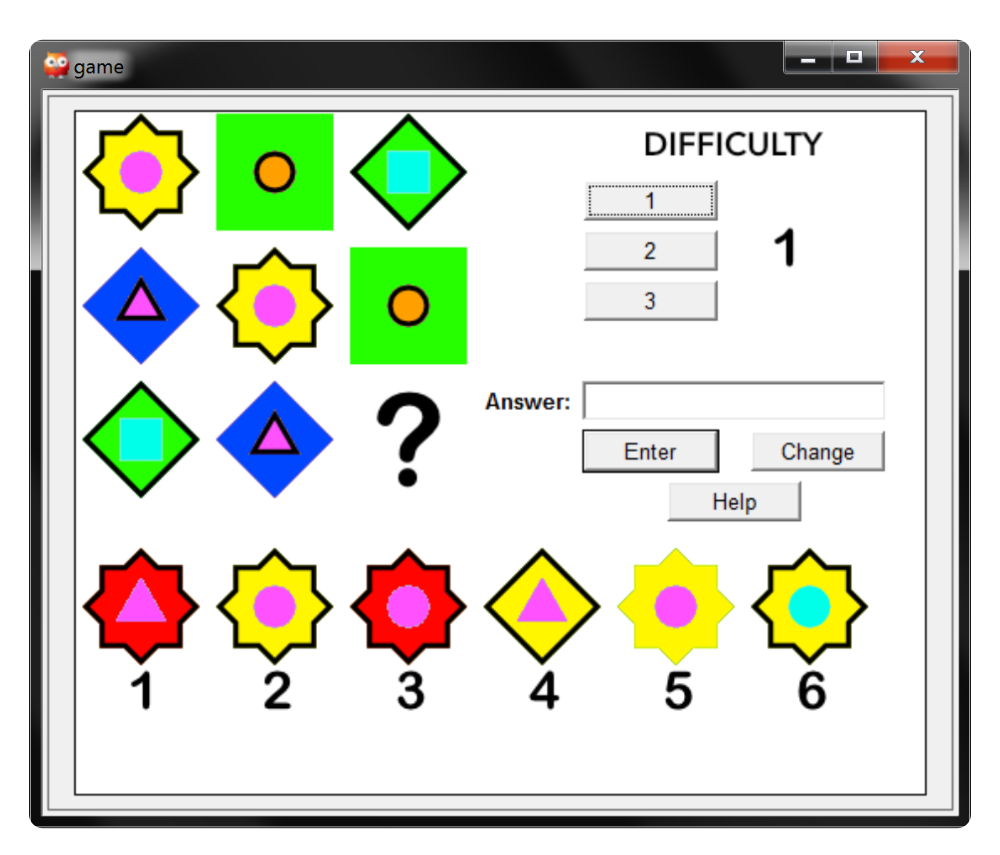 game
DIFFICULTY
1
2
1
3
?
Answer:
Enter
Change
Help
1 2 3 4 5 6